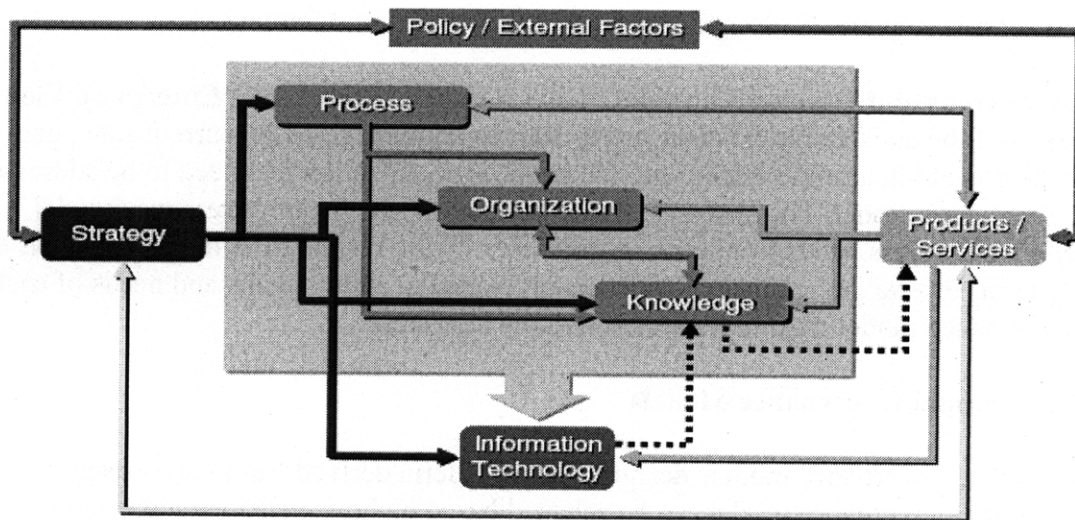 Policy / External Factors
Process
Organization
Strategy
Products /
Services
Knowledge
Information
Technology